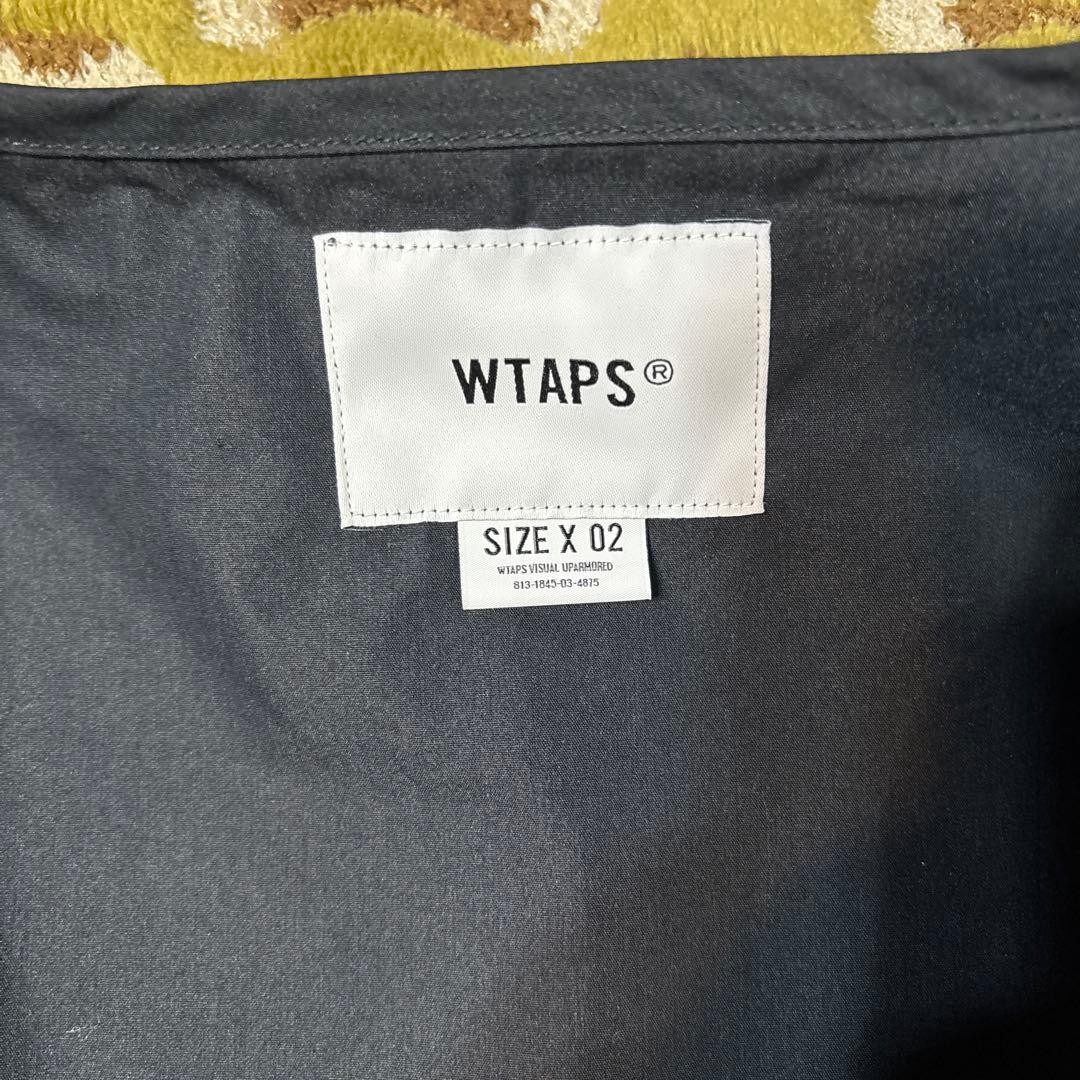 WTAPS®
SIZE X 02
WTAPS VISUAL UPARMORED
813-1845-03-4875